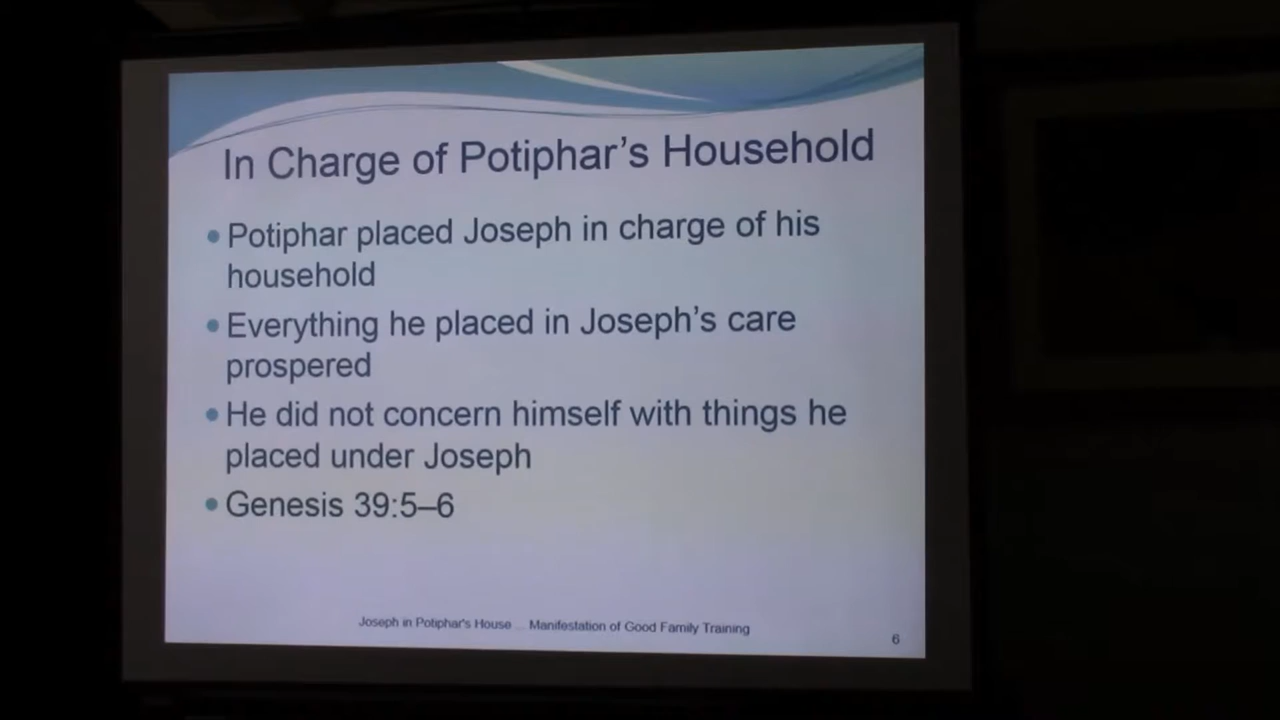 In Charge of Potiphar's Household
• Potiphar placed Joseph in charge of his
household
• Everything he placed in Joseph's care
prospered
• He did not concern himself with things he
placed under Joseph
• Genesis 39:5–6
Joseph in Potiphar's House ... Manifestation of Good Family Training
6